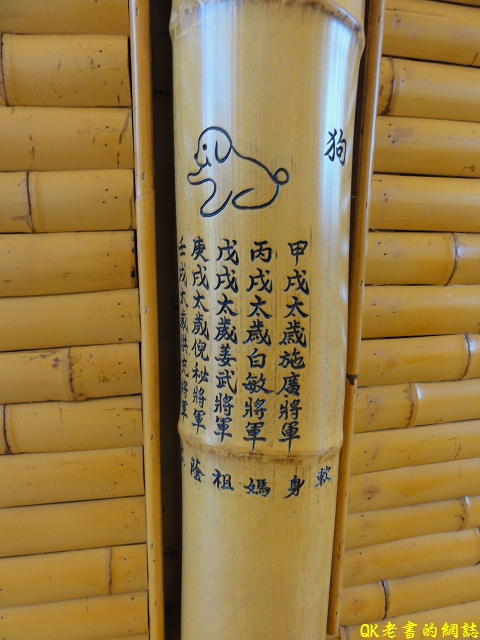 狗
甲戌太歲施廣將軍
丙戌太歲白敏將軍
戊戌太歲姜武將軍
庚戌太歲倪秘將軍
壬戌太歲洪充將軍
軟身媽祖蔭
QK老書的網誌